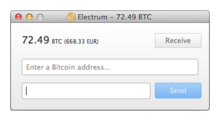 Electrum – 72.49 BTC
72.49 BTC (668.33 EUR) Receive
Enter a Bitcoin address...
Send